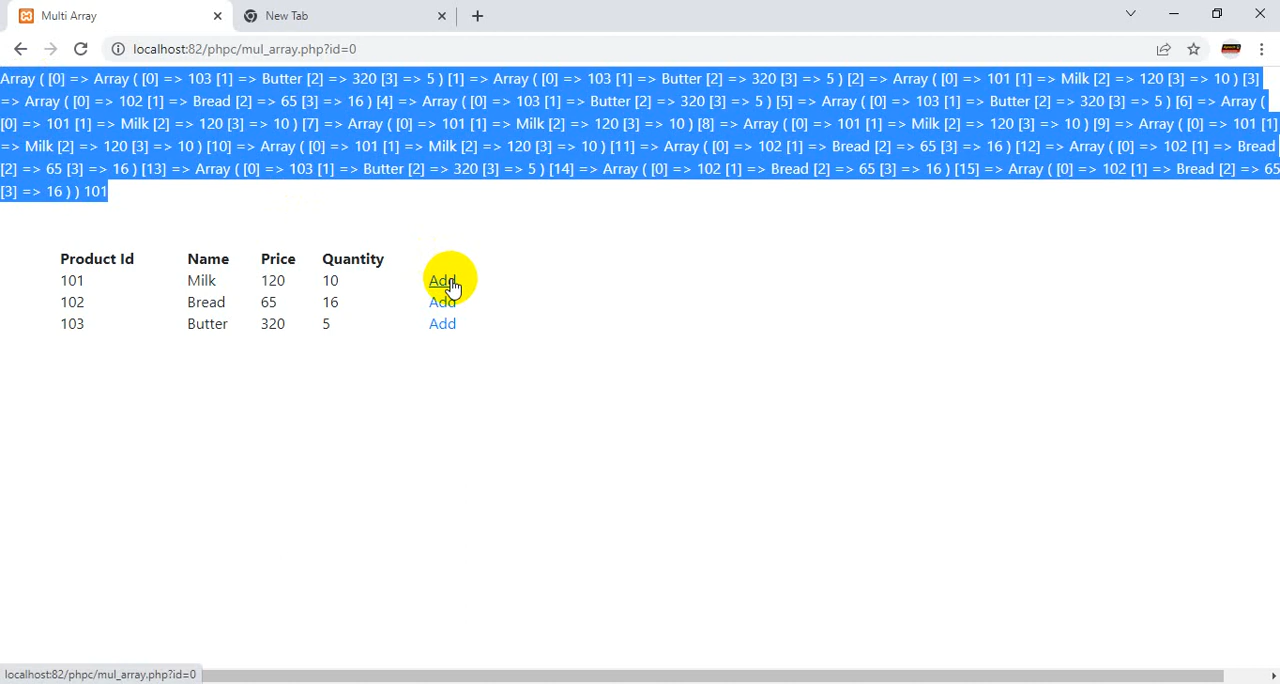 Multi Array
New Tab
localhost:82/phpc/mul_array.php?id=0
Array ( [0] => Array ( [0] => 103 [1] => Butter [2] => 320 [3] => 5 ) [1] => Array ( [0] => 103 [1] => Butter [2] => 320 [3] => 5 ) [2] => Array ( [0] => 101 [1] => Milk [2] => 120 [3] => 10 ) [3]
=> Array ( [0] => 102 [1] => Bread [2] => 65 [3] => 16 ) [4] => Array ( [0] => 103 [1] => Butter [2] => 320 [3] => 5 ) [5] => Array ( [0] => 103 [1] => Butter [2] => 320 [3] => 5 ) [6] => Array (
[0] => 101 [1] => Milk [2] => 120 [3] => 10 ) [7] => Array ( [0] => 101 [1] => Milk [2] => 120 [3] => 10 ) [8] => Array ( [0] => 101 [1] => Milk [2] => 120 [3] => 10 ) [9] => Array ( [0] => 101 [1]
=> Milk [2] => 120 [3] => 10 ) [10] => Array ( [0] => 101 [1] => Milk [2] => 120 [3] => 10 ) [11] => Array ( [0] => 102 [1] => Bread [2] => 65 [3] => 16 ) [12] => Array ( [0] => 102 [1] => Bread
[2] => 65 [3] => 16 ) [13] => Array ( [0] => 103 [1] => Butter [2] => 320 [3] => 5 ) [14] => Array ( [0] => 102 [1] => Bread [2] => 65 [3] => 16 ) [15] => Array ( [0] => 102 [1] => Bread [2] => 65
[3] => 16 ) ) 101
Product Id Name Price Quantity
101 Milk 120 10 Add
102 Bread 65 16 Add
103 Butter 320 5 Add
localhost:82/phpc/mul_array.php?id=0